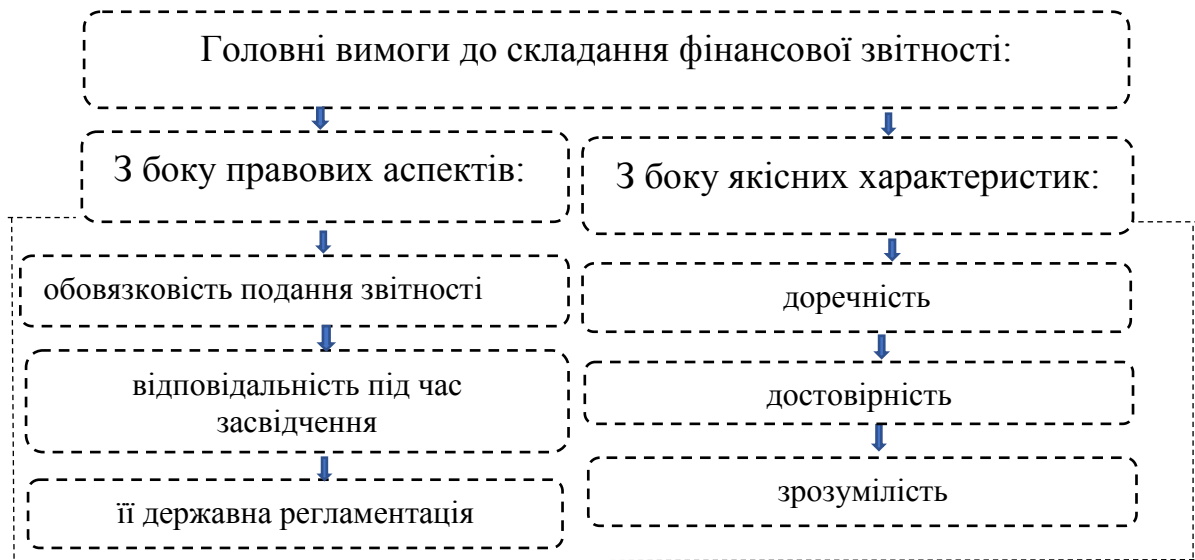 Головні вимоги до складання фінансової звітності:
З боку правових аспектів:
обовязковість подання звітності
відповідальність під час
засвідчення
її державна регламентація
З боку якісних характеристик:
доречність
достовірність
зрозумілість